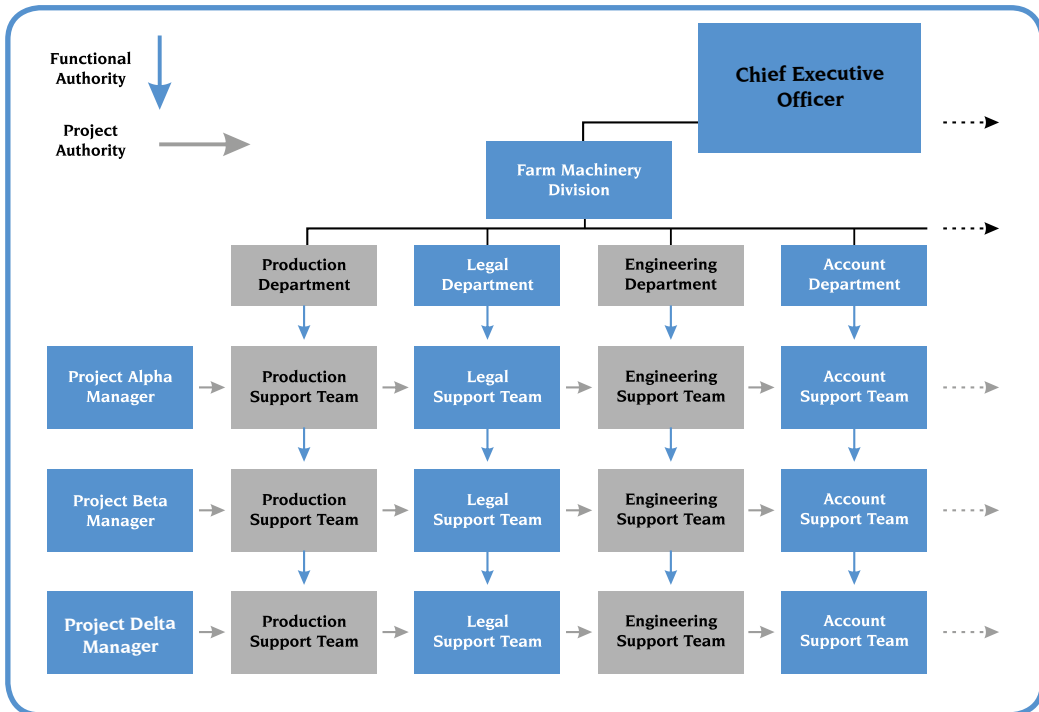 Functional
Authority
Project
Authority
Chief Executive
Officer
Farm Machinery
Division
Production
Department
Legal
Department
Engineering
Department
Account
Department
Project Alpha
Manager
Production
Support Team
Legal
Support Team
Engineering
Support Team
Account
Support Team
Project Beta
Manager
Production
Support Team
Legal
Support Team
Engineering
Support Team
Account
Support Team
Project Delta
Manager
Production
Support Team
Legal
Support Team
Engineering
Support Team
Account
Support Team